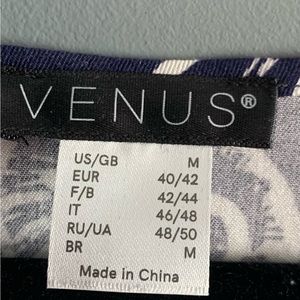 VENUS®
US/GB M
EUR 40/42
F/B 42/44
IT 46/48
RU/UA 48/50
BR M
Made in China